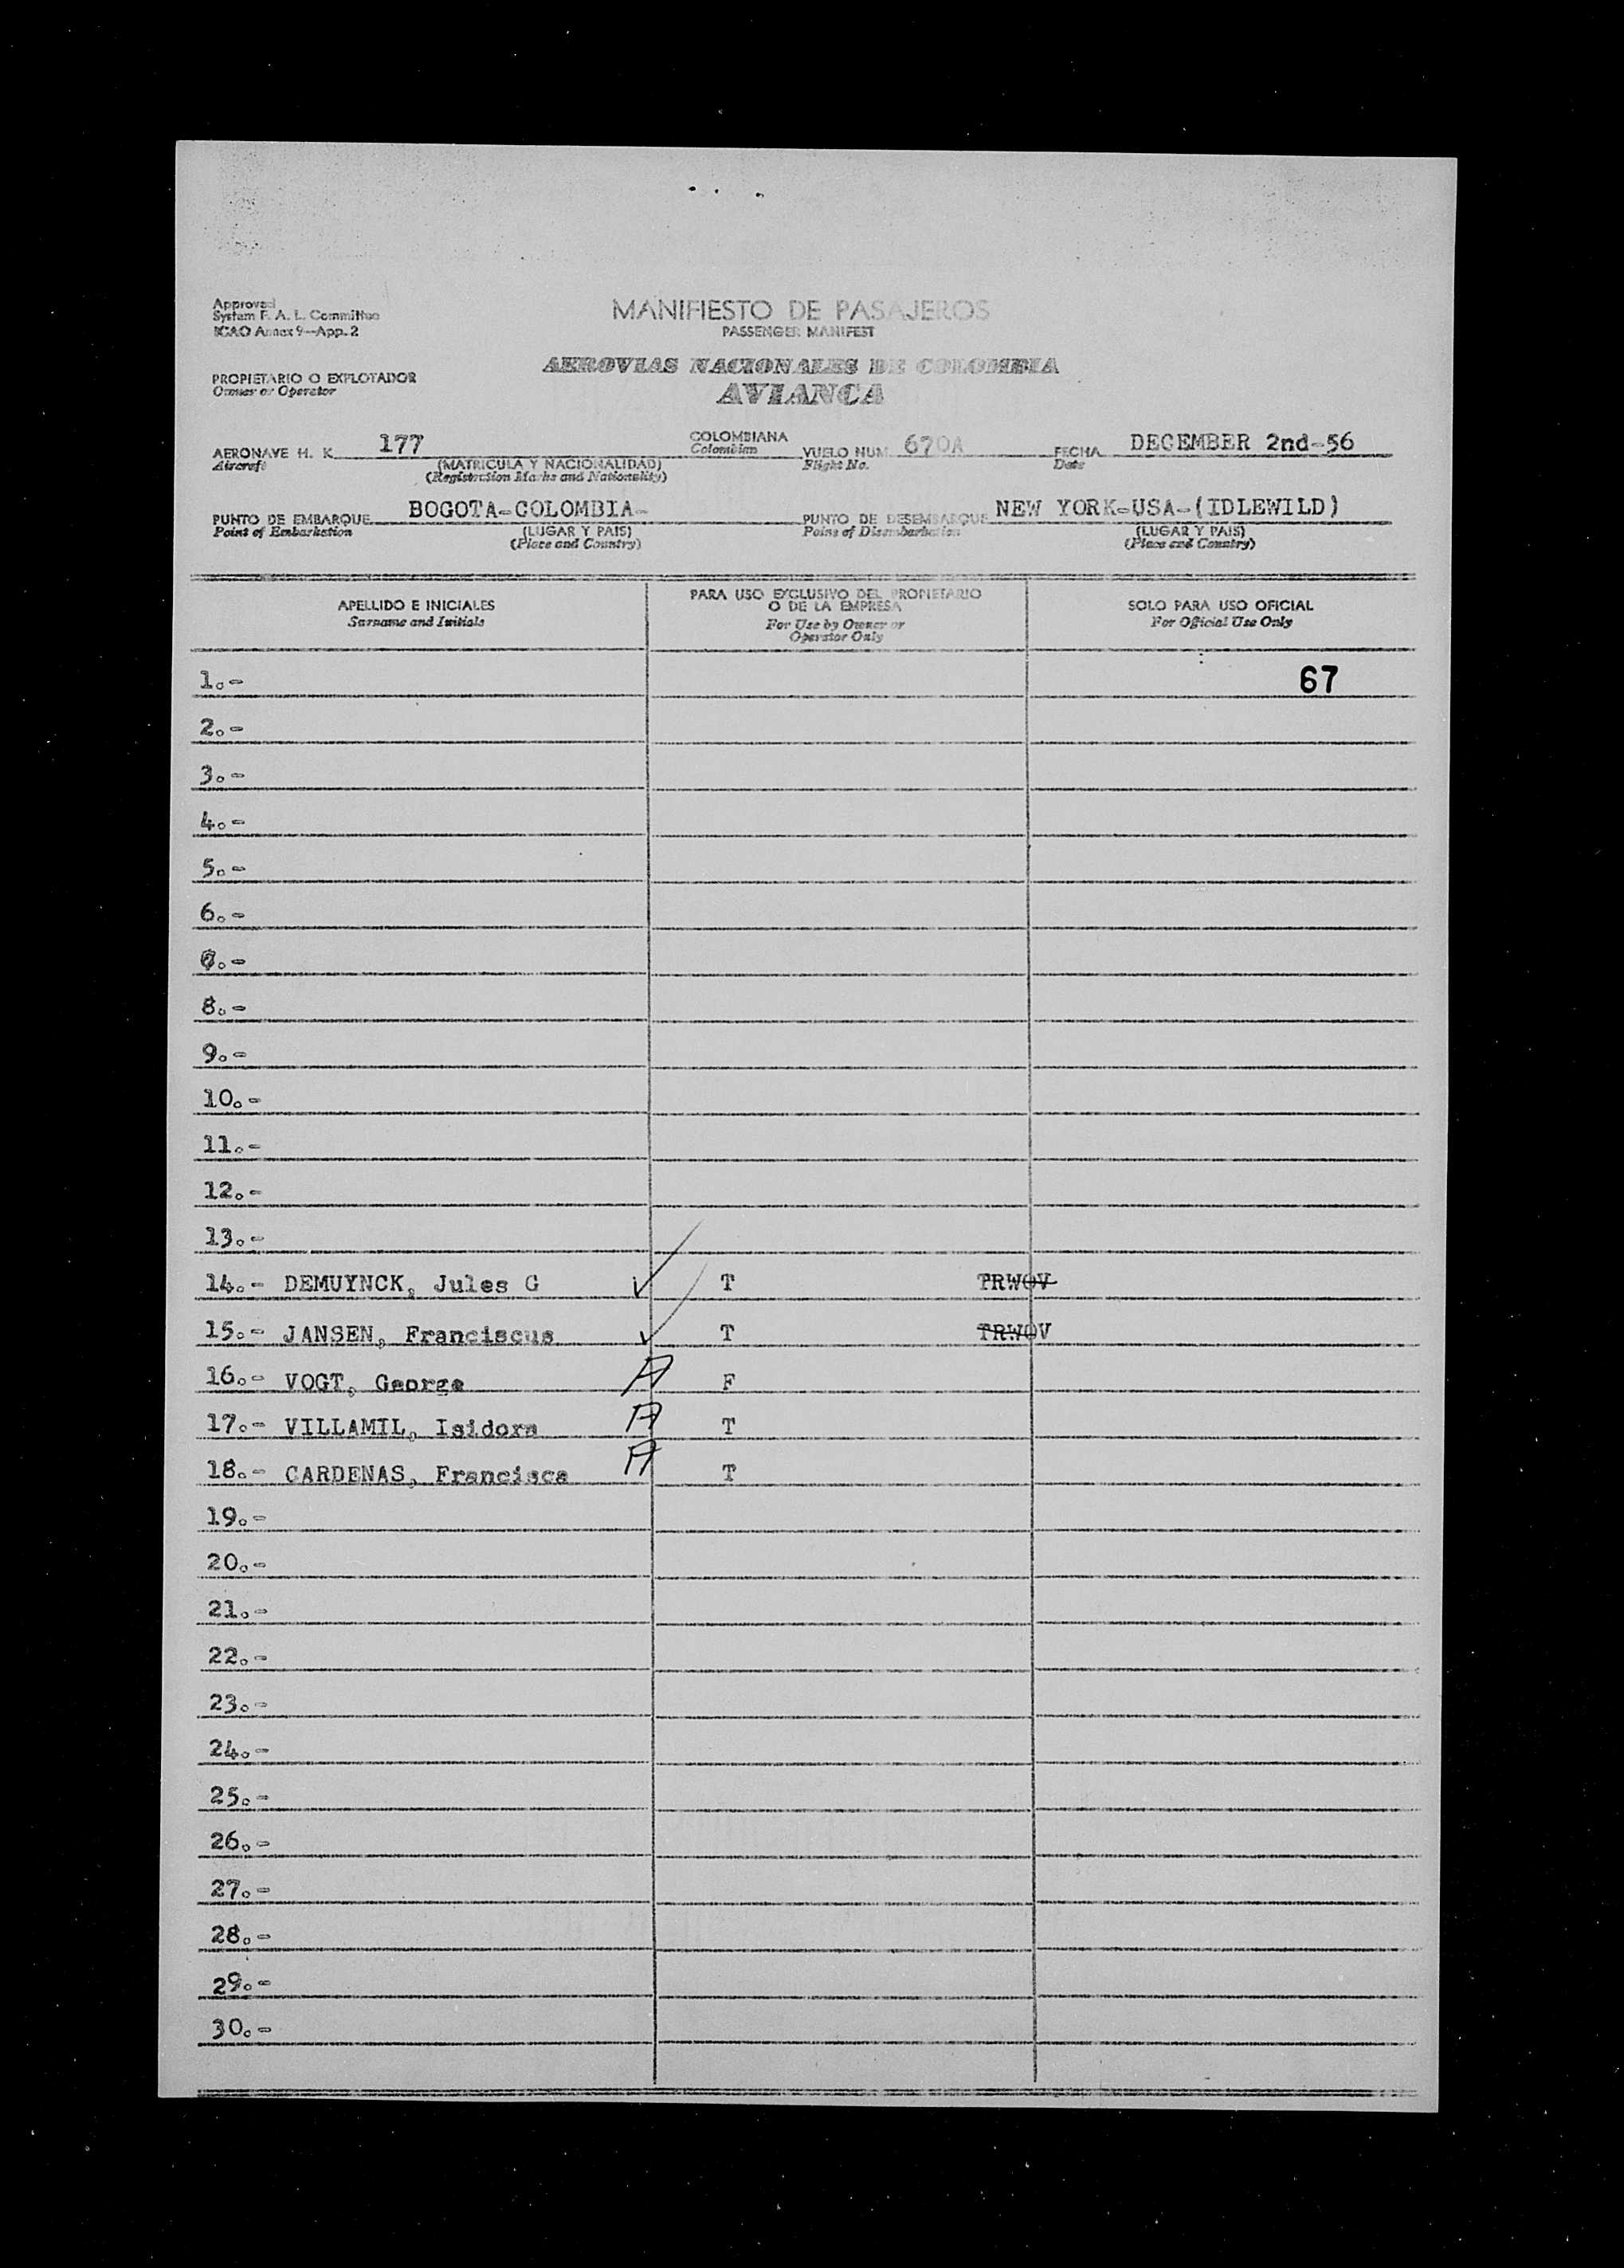 Approved
System F. A. L. Committee
ICAO Annex 9--App. 2
MANIFIESTO DE PASAJEROS
PASSENGER MANIFEST
PROPIETARIO O EXPLOTADOR
Owner or Operator
AEROVIAS NACIONALES DE COLOMBIA
AVIANCA
AERONAVE H. K. 177 COLOMBIANA VUELO NUM. 670A FECHA DECEMBER 2nd-56
Aircraft (MATRICULA Y NACIONALIDAD) Colombian Flight No. Date
(Registration Marks and Nationality)
PUNTO DE EMBARQUE BOGOTA-COLOMBIA- PUNTO DE DESEMBARQUE NEW YORK-USA-(IDLEWILD)
Point of Embarkation (LUGAR Y PAIS) Point of Disembarkation (LUGAR Y PAIS)
(Place and Country) (Place and Country)
APELLIDO E INICIALES PARA USO EXCLUSIVO DEL PROPIETARIO SOLO PARA USO OFICIAL
O DE LA EMPRESA
Surname and Initials For Use by Owner or For Official Use Only
Operator Only
1.- 67
2.-
3.-
4.-
5.-
6.-
7.-
8.-
9.-
10.-
11.-
12.-
13.-
14.- DEMUYNCK, Jules G T TRWOV
15.- JANSEN, Franciscus T TRWOV
16.- VOGT, George A F
17.- VILLAMIL, Isidora A T
18.- CARDENAS, Francisca A T
19.-
20.-
21.-
22.-
23.-
24.-
25.-
26.-
27.-
28.-
29.-
30.-